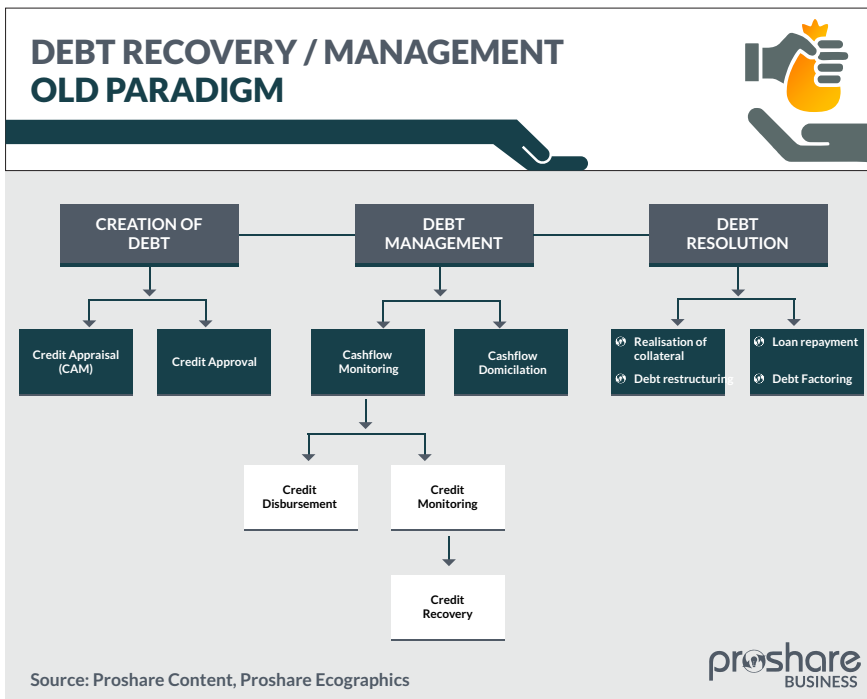 DEBT RECOVERY / MANAGEMENT
OLD PARADIGM
CREATION OF
DEBT
DEBT
MANAGEMENT
DEBT
RESOLUTION
Credit Appraisal
(CAM)
Credit Approval
Cashflow
Monitoring
Cashflow
Domicilation
Realisation of
collateral
Debt restructuring
Loan repayment
Debt Factoring
Credit
Disbursement
Credit
Monitoring
Credit
Recovery
Source: Proshare Content, Proshare Ecographics
proshare
BUSINESS